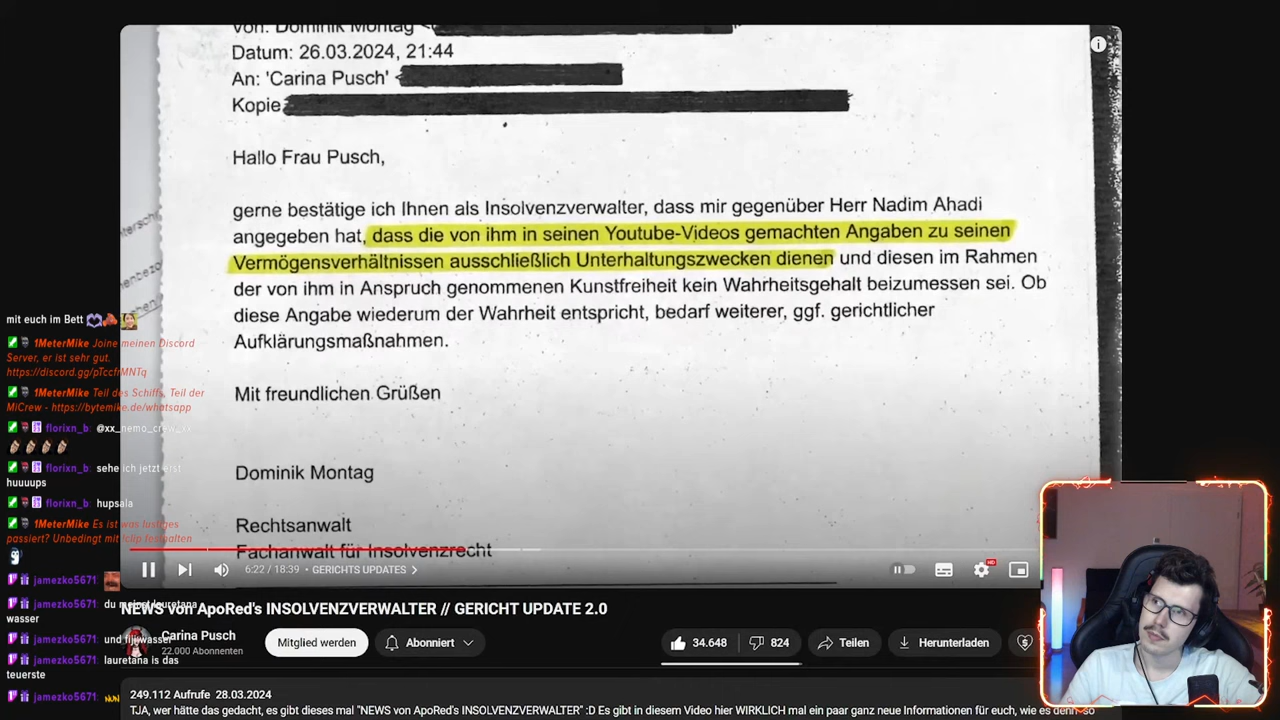 von: Dominik Montag <
Datum: 26.03.2024, 21:44
An: 'Carina Pusch' <
Kopie
Hallo Frau Pusch,
gerne bestätige ich Ihnen als Insolvenzverwalter, dass mir gegenüber Herr Nadim Ahadi
angegeben hat, dass die von ihm in seinen Youtube-Videos gemachten Angaben zu seinen
Vermögensverhältnissen ausschließlich Unterhaltungszwecken dienen und diesen im Rahmen
der von ihm in Anspruch genommenen Kunstfreiheit kein Wahrheitsgehalt beizumessen sei. Ob
diese Angabe wiederum der Wahrheit entspricht, bedarf weiterer, ggf. gerichtlicher
Aufklärungsmaßnahmen.
Mit freundlichen Grüßen
Dominik Montag
Rechtsanwalt
Fachanwalt für Insolvenzrecht
mit euch im Bett
1MeterMike Joine meinen Discord
Server, er ist sehr gut.
1MeterMike Teil des Schiffs, Teil der
MiCrew - https://bytemike.de/whatsapp
florixn_b: @xx_nemo_crew_xx
florixn_b: sehe ich jetzt erst
huuuups
florixn_b: hupsala
1MeterMike Es ist was lustiges
passiert? Unbedingt mit !clip festhalten
jamezko5671:
jamezko5671:
du meinst lauretana
wasser
jamezko5671:
und fiji wasser
jamezko5671:
lauretana is das
teuerste
jamezko5671:
6:22 / 18:39 • GERICHTS UPDATES >
HD
NEWS von ApoRed's INSOLVENZVERWALTER // GERICHT UPDATE 2.0
Carina Pusch
22.000 Abonnenten
Mitglied werden
Abonniert
34.648
824
Teilen
Herunterladen
249.112 Aufrufe 28.03.2024
TJA, wer hätte das gedacht, es gibt dieses mal "NEWS von ApoRed's INSOLVENZVERWALTER" :D Es gibt in diesem Video hier WIRKLICH mal ein paar ganz neue Informationen für euch, wie es denn so